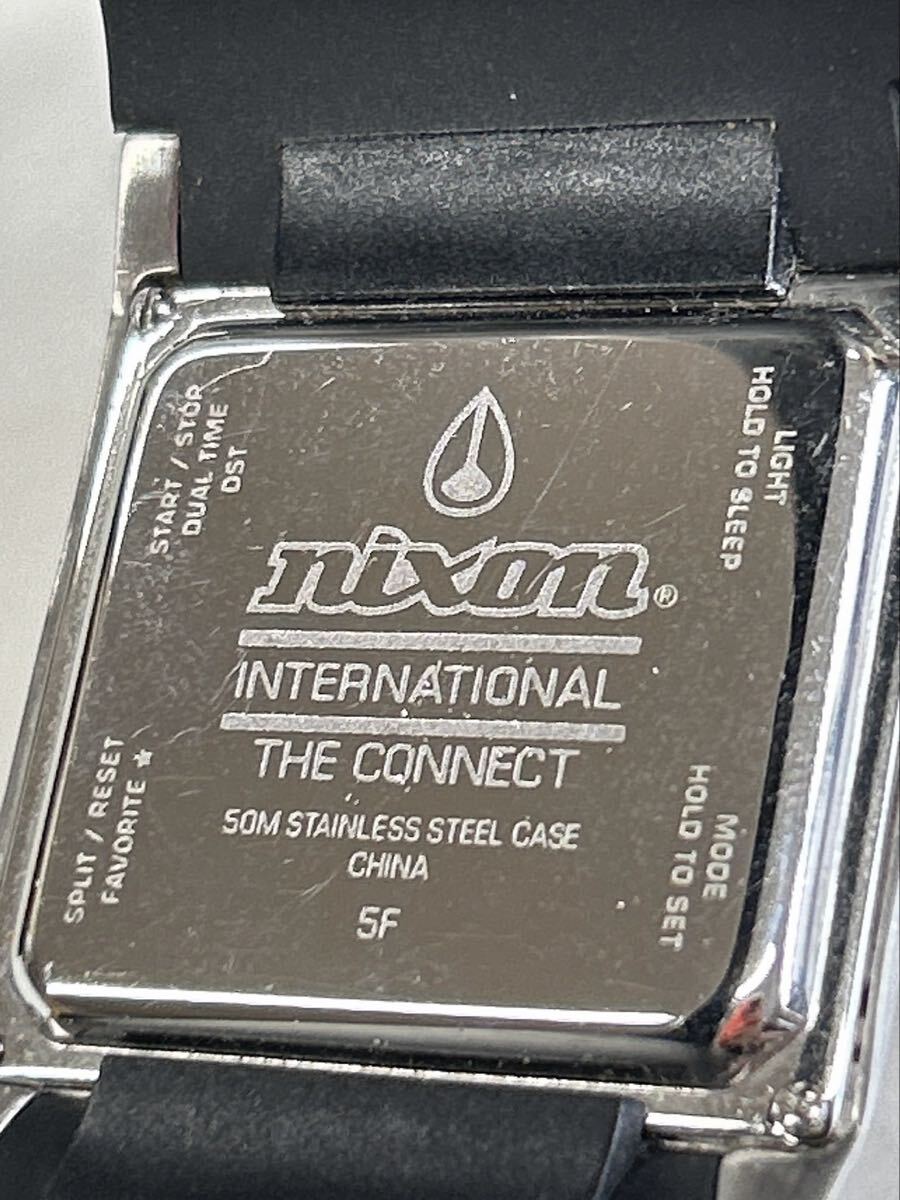 START / STOP
DUAL TIME
DST
LIGHT
HOLD TO SLEEP
nixon®
INTERNATIONAL
THE CONNECT
50M STAINLESS STEEL CASE
CHINA
5F
SPLIT / RESET
FAVORITE *
MODE
HOLD TO SET